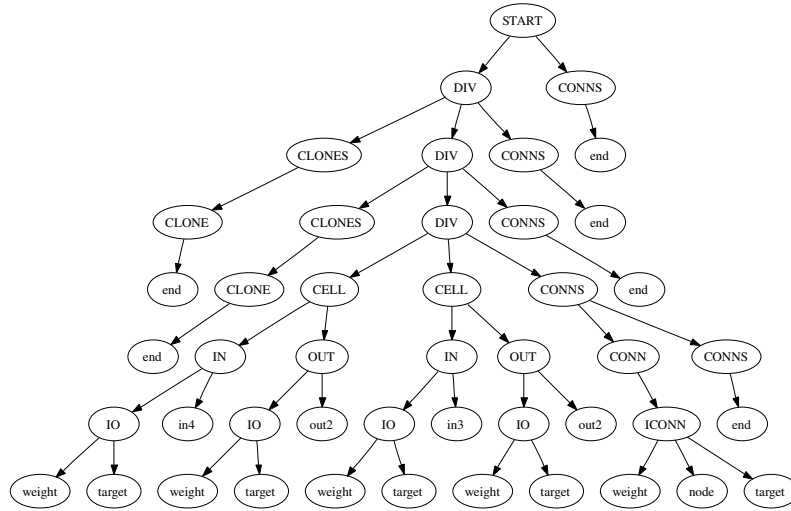 START
DIV CONNS
CLONES DIV CONNS end
CLONE CLONES DIV CONNS end
end CLONE CELL CELL CONNS end
end IN OUT IN OUT CONN CONNS
IO in4 IO out2 IO in3 IO out2 ICONN end
weight target weight target weight target weight target weight node target